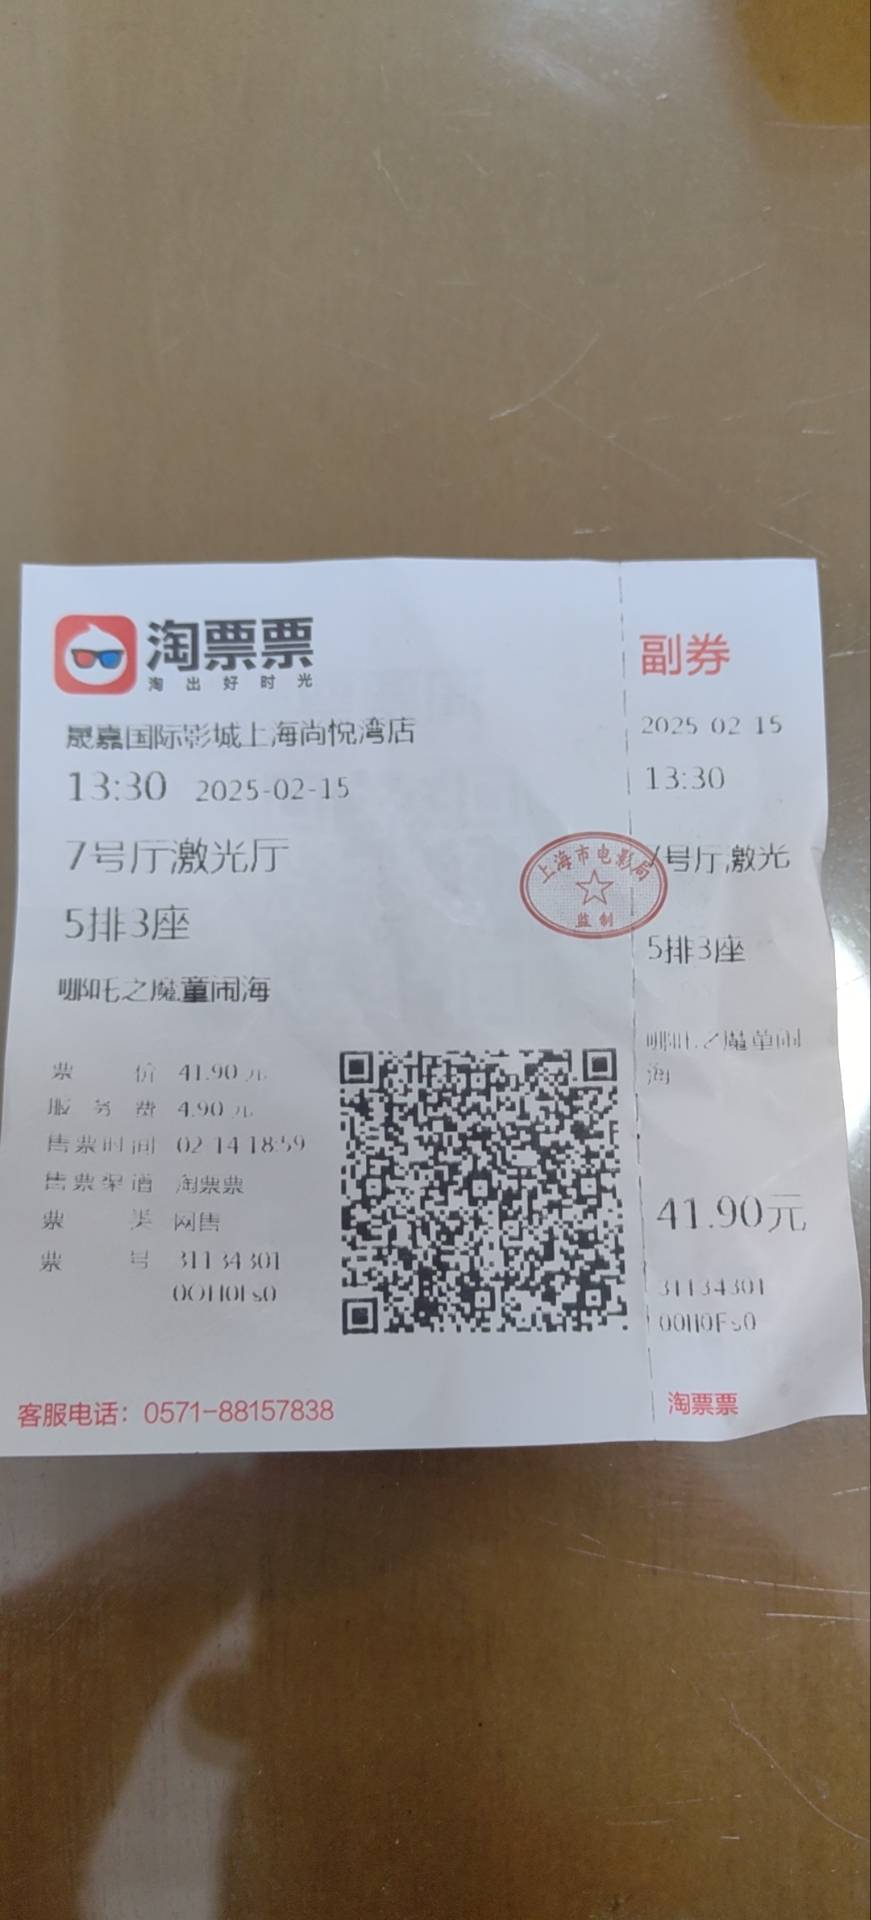 淘票票
淘出好时光
晟嘉国际影城上海尚悦湾店
13:30 2025-02-15
7号厅激光厅
5排3座
哪吒之魔童闹海
票价 41.90元
服务费 4.90元
售票时间 02-14 18:59
售票渠道 淘票票
票类 网售
票号 31134301
00H0Fs0
客服电话：0571-88157838
上海市电影局
监制
副券
2025-02-15
13:30
7号厅激光
5排3座
哪吒之魔童闹
海
41.90元
31134301
00H0Fs0
淘票票